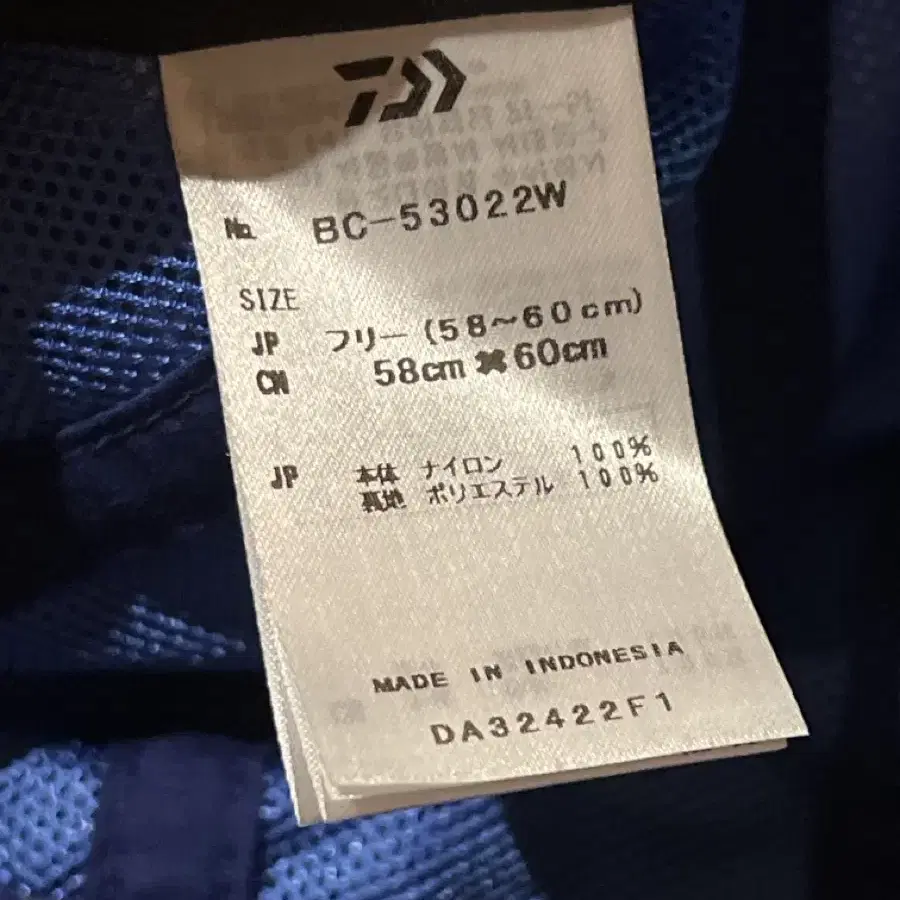 No. BC-53022W
SIZE
JP フリー(58~60cm)
CN 58cm✖60cm
JP 本体 ナイロン 100%
裏地 ポリエステル 100%
MADE IN INDONESIA
DA32422F1